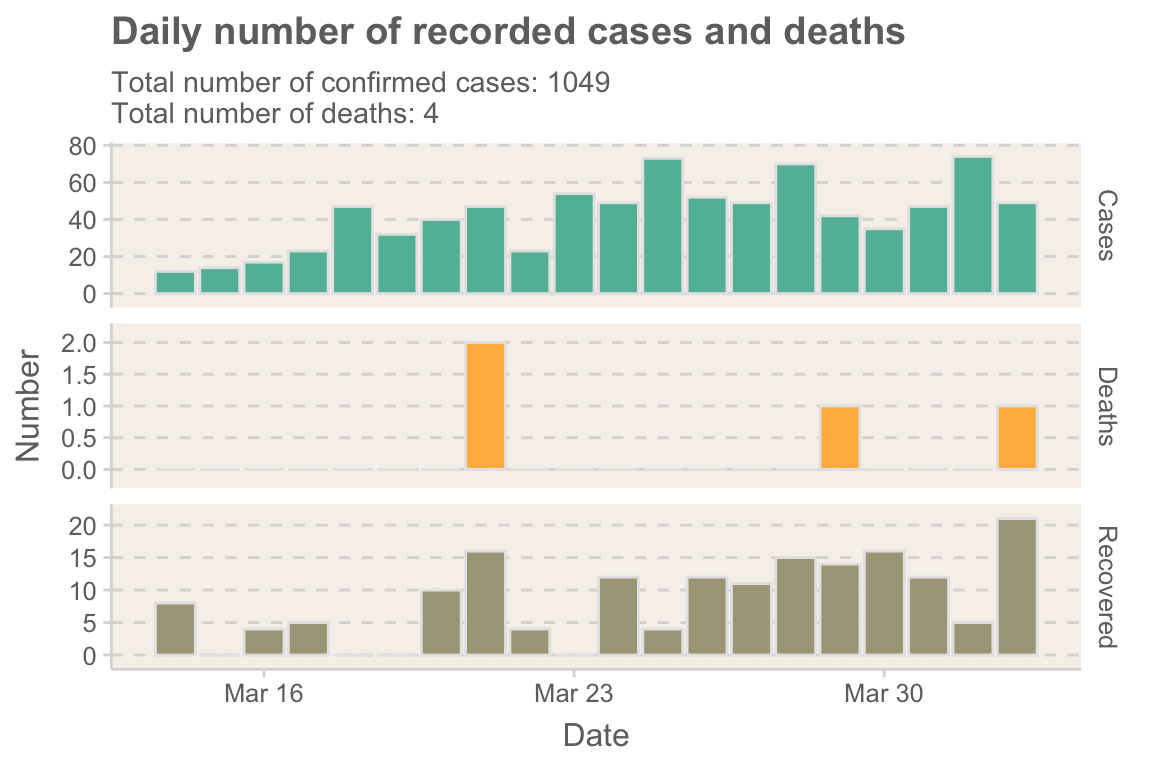 Daily number of recorded cases and deaths
Total number of confirmed cases: 1049
Total number of deaths: 4
80
60
40
20
0
Cases
Number
2.0
1.5
1.0
0.5
0.0
Deaths
20
15
10
5
0
Recovered
Mar 16 Mar 23 Mar 30
Date